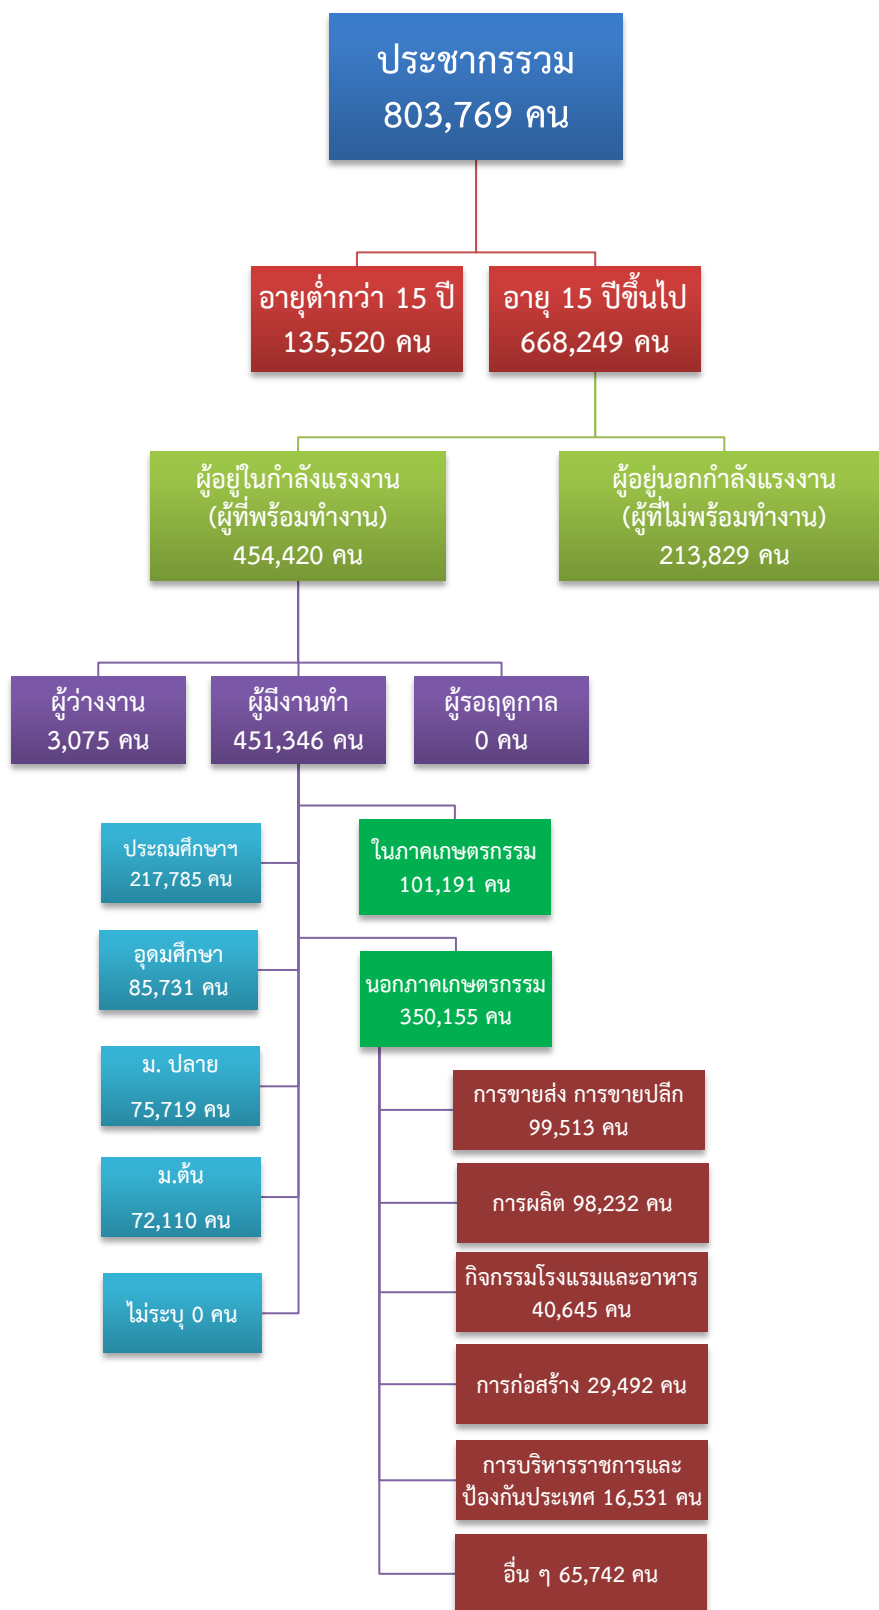 ประชากรรวม
803,769 คน
อายุต่ำกว่า 15 ปี
135,520 คน
อายุ 15 ปีขึ้นไป
668,249 คน
ผู้อยู่ในกำลังแรงงาน
(ผู้ที่พร้อมทำงาน)
454,420 คน
ผู้อยู่นอกกำลังแรงงาน
(ผู้ที่ไม่พร้อมทำงาน)
213,829 คน
ผู้ว่างงาน
3,075 คน
ผู้มีงานทำ
451,346 คน
ผู้รอฤดูกาล
0 คน
ประถมศึกษาฯ
217,785 คน
อุดมศึกษา
85,731 คน
ม. ปลาย
75,719 คน
ม.ต้น
72,110 คน
ไม่ระบุ 0 คน
ในภาคเกษตรกรรม
101,191 คน
นอกภาคเกษตรกรรม
350,155 คน
การขายส่ง การขายปลีก
99,513 คน
การผลิต 98,232 คน
กิจกรรมโรงแรมและอาหาร
40,645 คน
การก่อสร้าง 29,492 คน
การบริหารราชการและ
ป้องกันประเทศ 16,531 คน
อื่น ๆ 65,742 คน